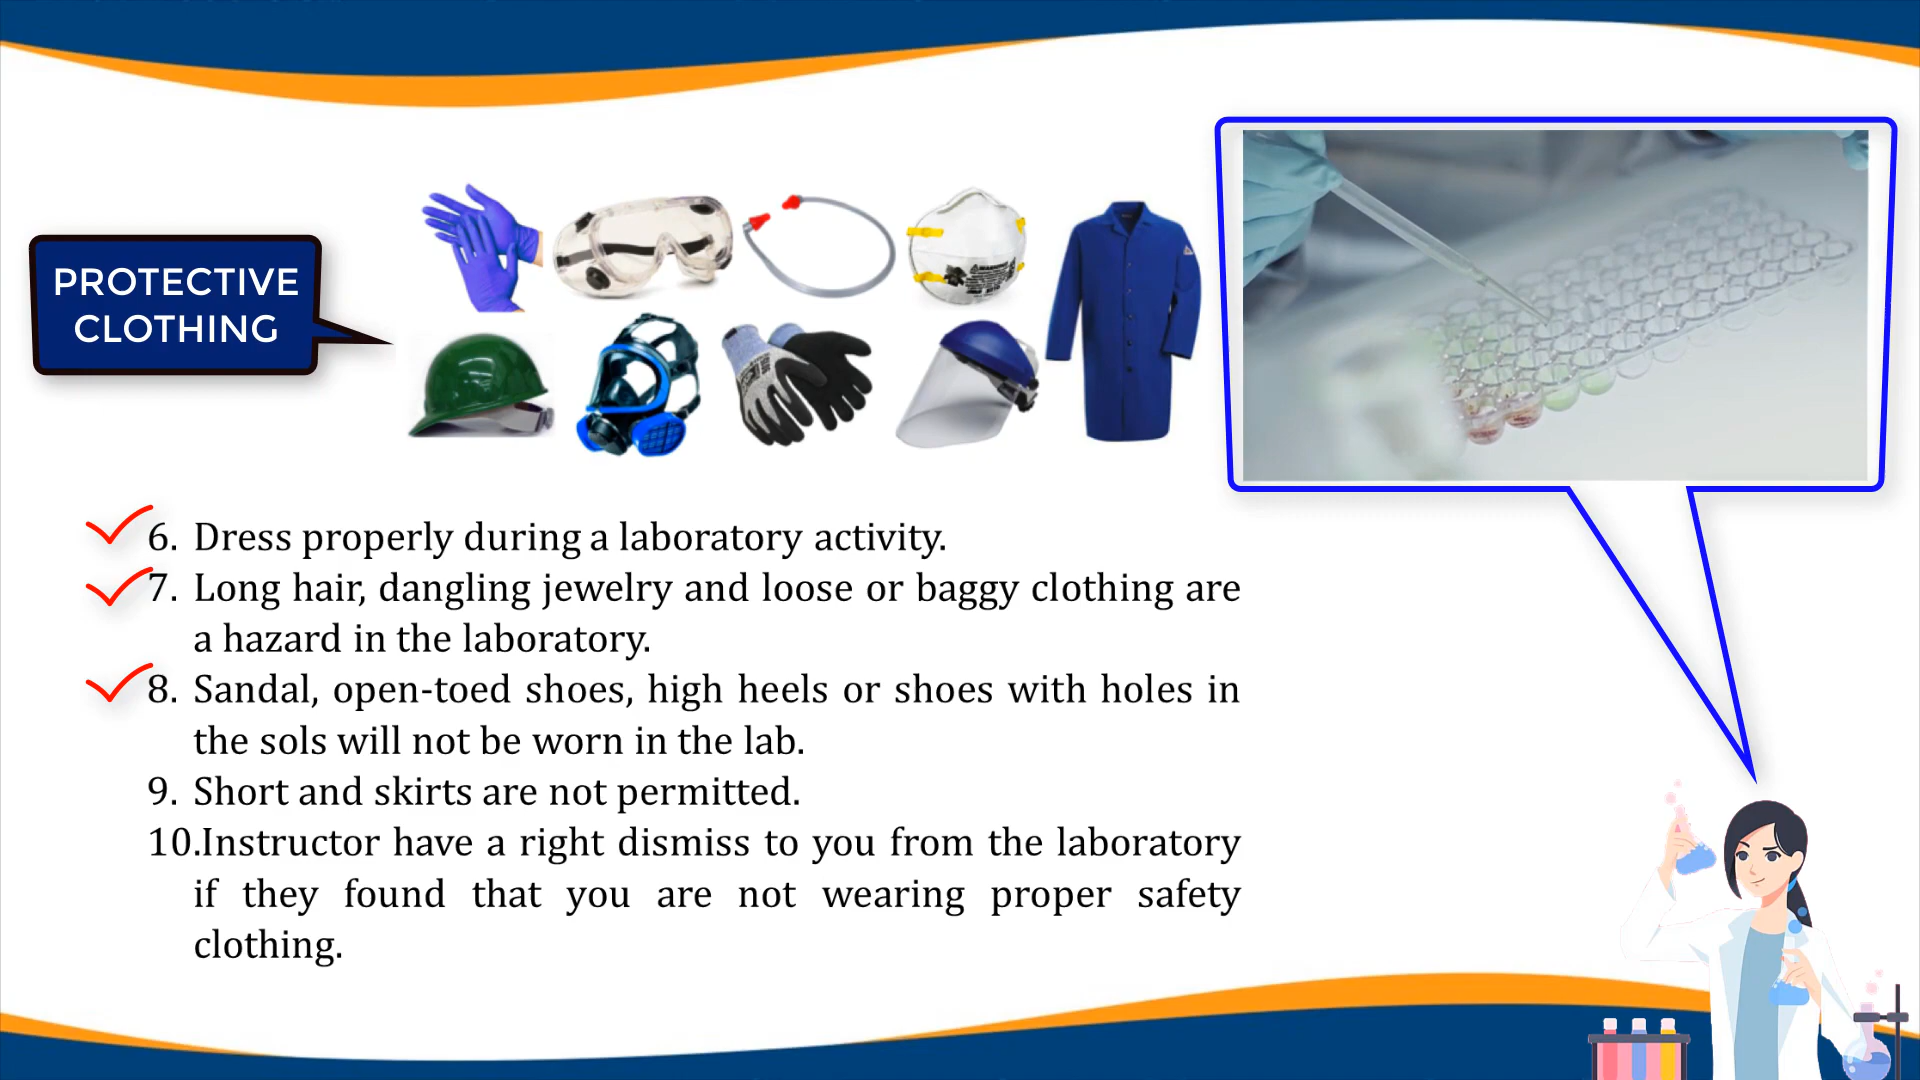 PROTECTIVE
CLOTHING
6. Dress properly during a laboratory activity.
7. Long hair, dangling jewelry and loose or baggy clothing are
a hazard in the laboratory.
8. Sandal, open-toed shoes, high heels or shoes with holes in
the sols will not be worn in the lab.
9. Short and skirts are not permitted.
10.Instructor have a right dismiss to you from the laboratory
if they found that you are not wearing proper safety
clothing.